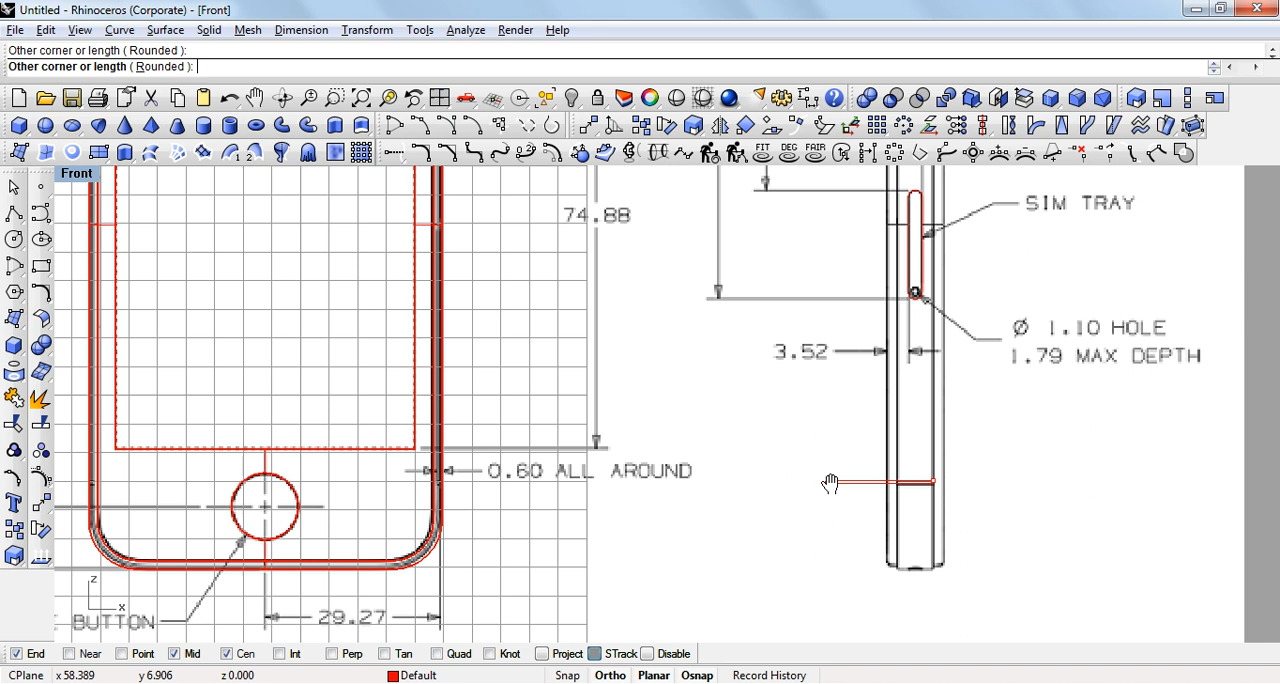 Untitled - Rhinoceros (Corporate) - [Front]
File Edit View Curve Surface Solid Mesh Dimension Transform Tools Analyze Render Help
Other corner or length ( Rounded ):
Other corner or length ( Rounded ):
FIT DEG FAIR
Front
74.88
SIM TRAY
Ø 1.10 HOLE
1.79 MAX DEPTH
3.52
0.60 ALL AROUND
29.27
BUTTON
z
x
End Near Point Mid Cen Int Perp Tan Quad Knot Project STrack Disable
CPlane x 58.389 y 6.906 z 0.000 Default Snap Ortho Planar Osnap Record History